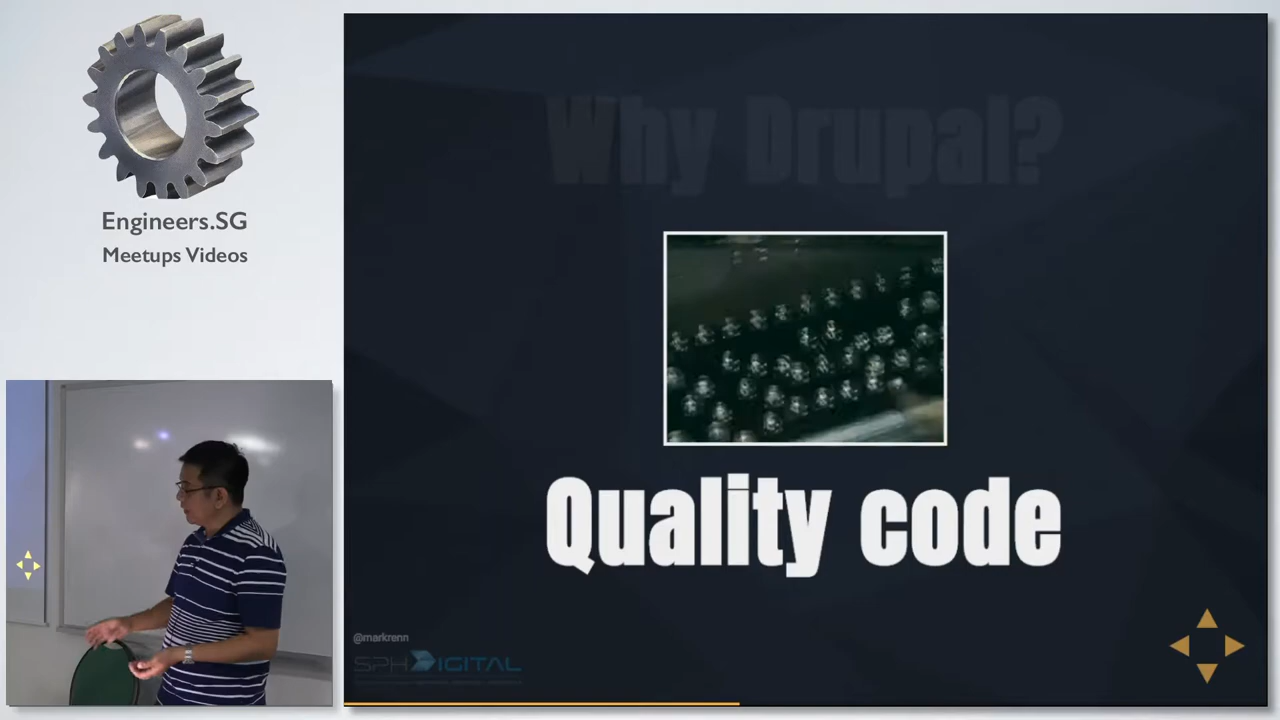 Engineers.SG
Meetups Videos
Why Drupal?
Quality code
@markrenn
SPH DIGITAL